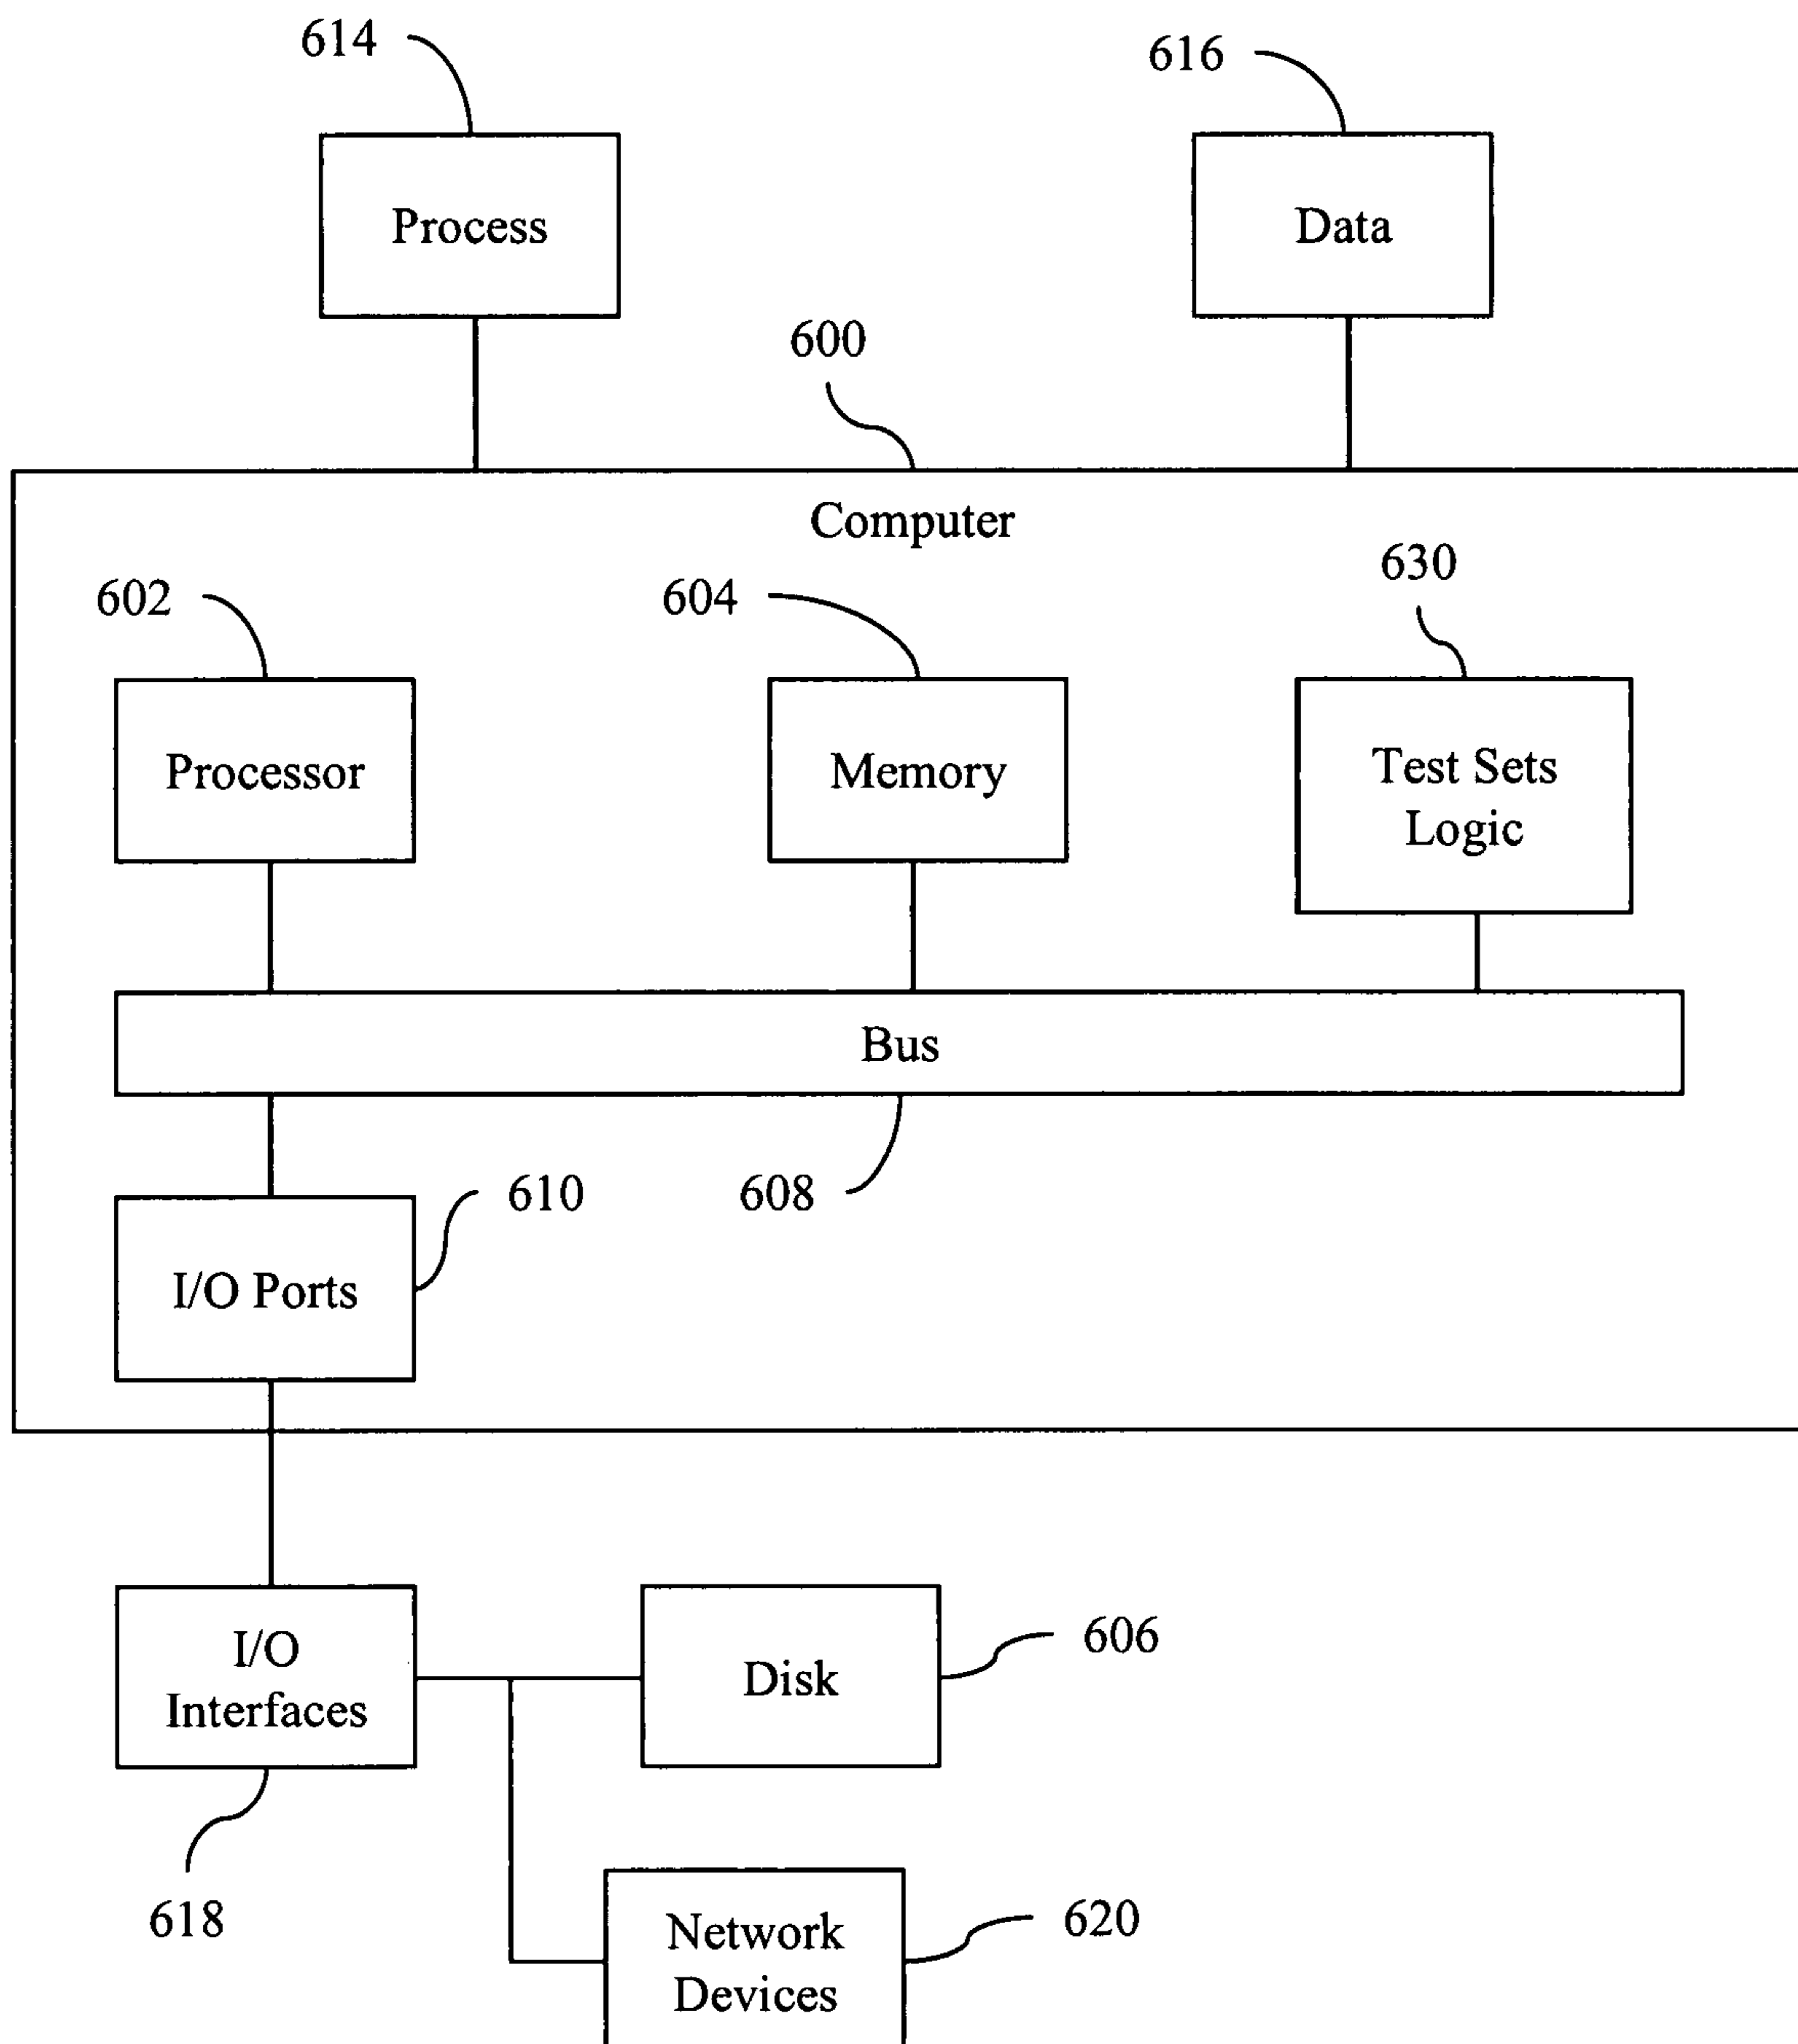 614
616
Process
Data
600
Computer
602
604
630
Processor
Memory
Test Sets
Logic
Bus
610
608
I/O Ports
I/O
Interfaces
Disk
606
618
Network
Devices
620